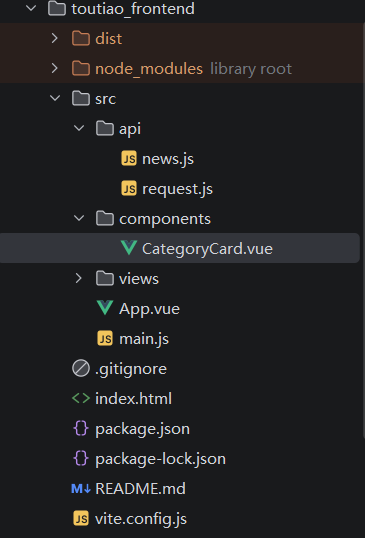 toutiao_frontend
dist
node_modules library root
src
api
JS news.js
JS request.js
components
CategoryCard.vue
views
App.vue
JS main.js
.gitignore
<> index.html
{} package.json
{} package-lock.json
M↓ README.md
JS vite.config.js